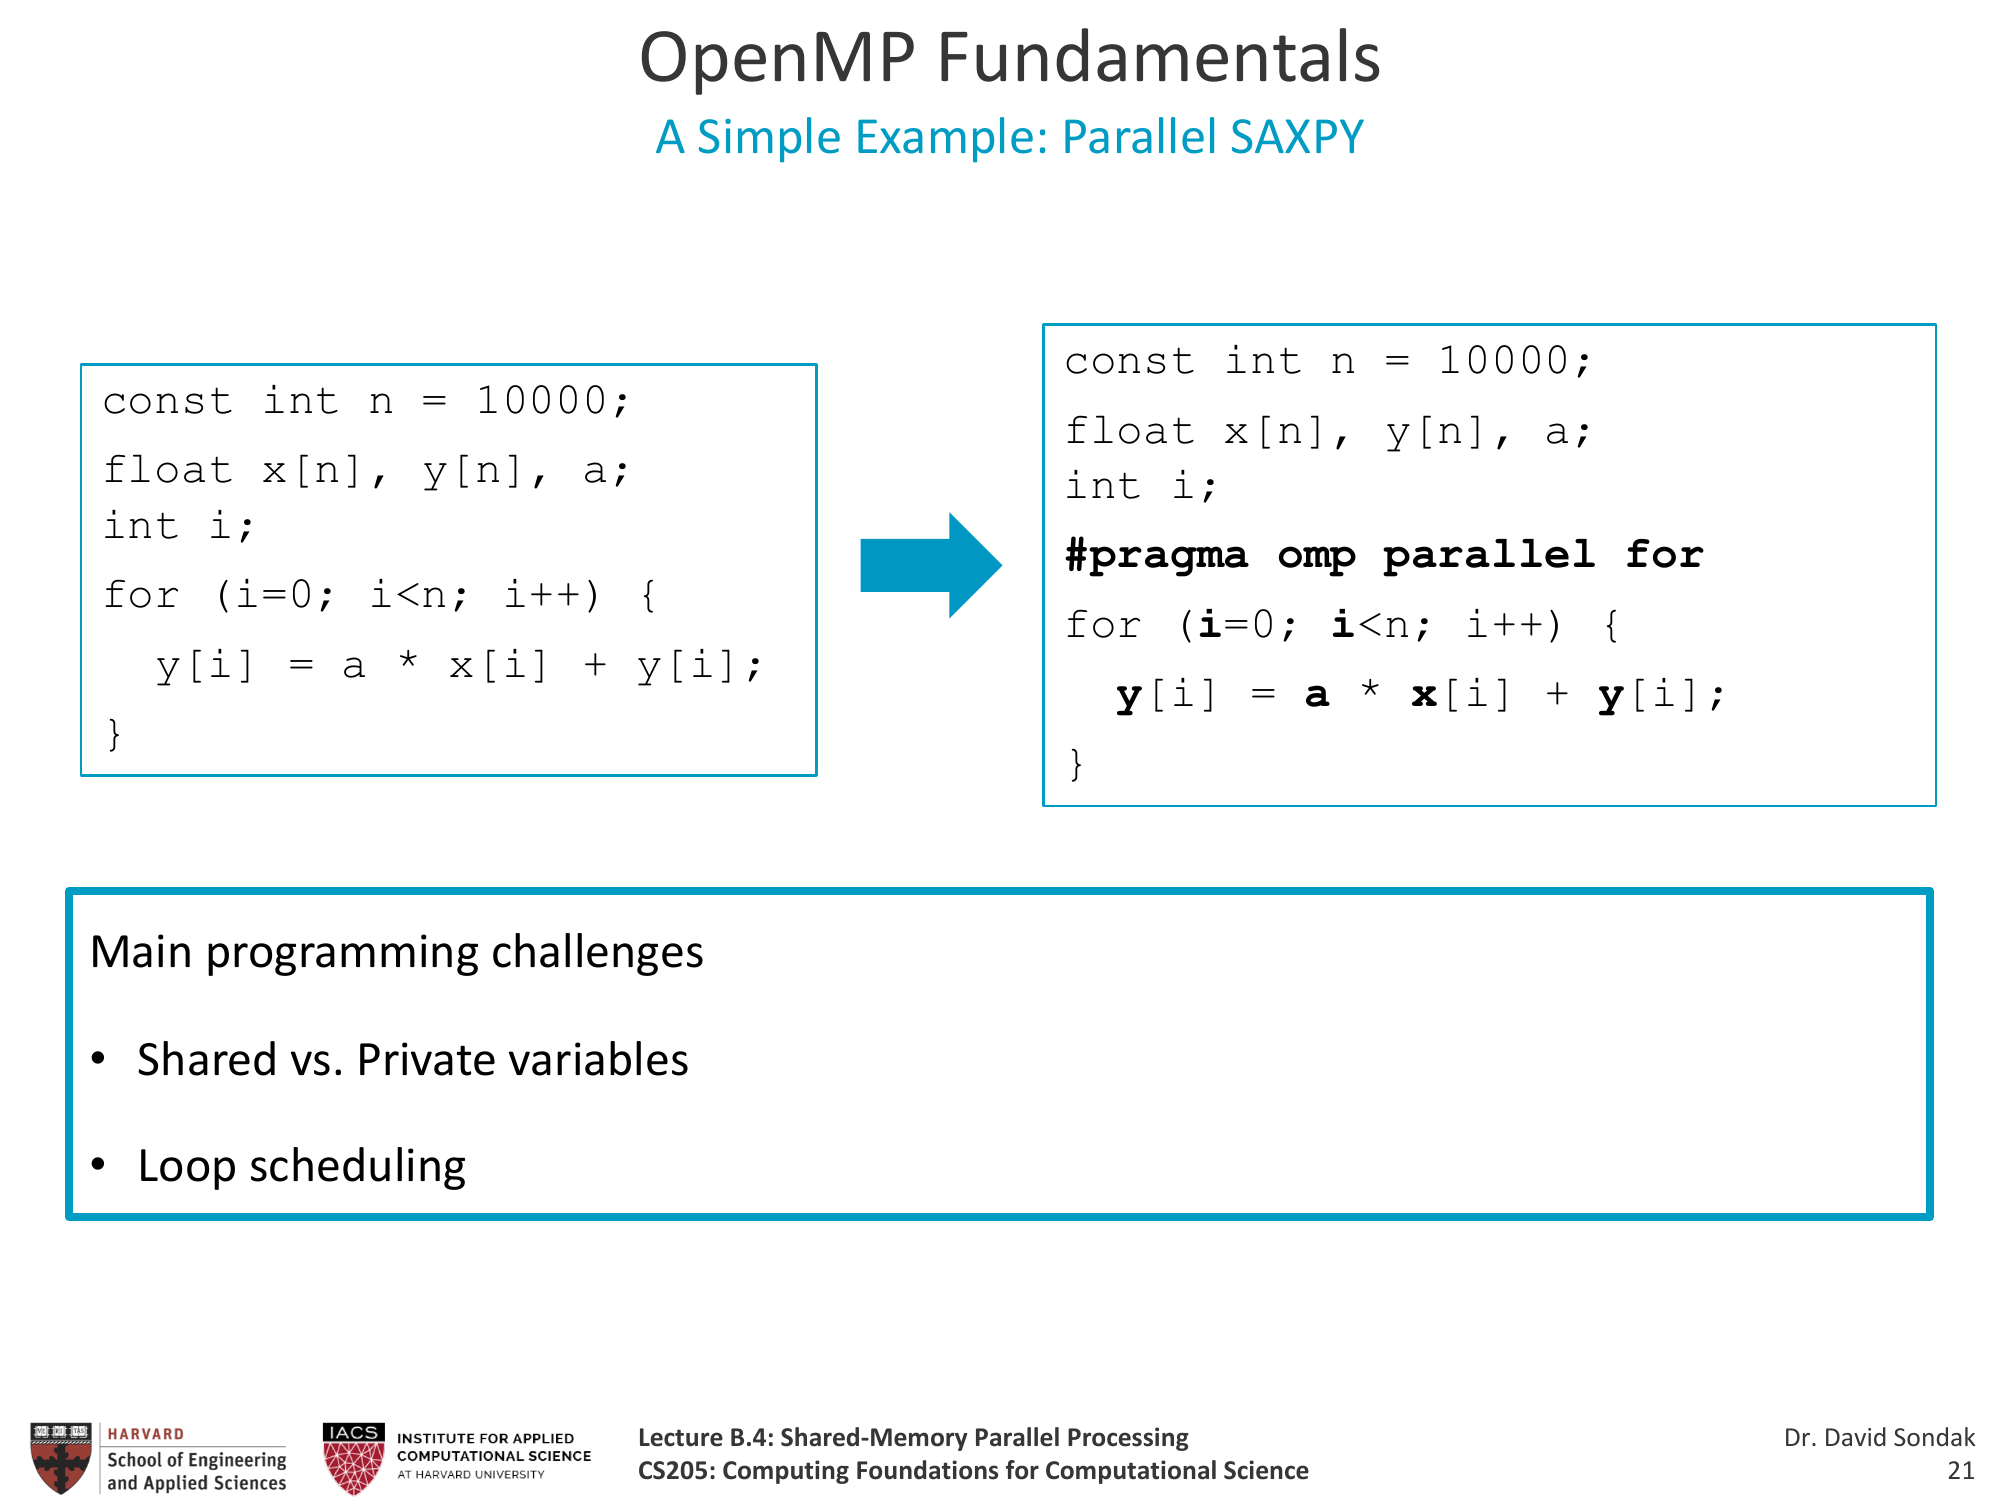 OpenMP Fundamentals
A Simple Example: Parallel SAXPY
const int n = 10000;
float x[n], y[n], a;
int i;
for (i=0; i<n; i++) {
  y[i] = a * x[i] + y[i];
}
const int n = 10000;
float x[n], y[n], a;
int i;
#pragma omp parallel for
for (i=0; i<n; i++) {
  y[i] = a * x[i] + y[i];
}
Main programming challenges
• Shared vs. Private variables
• Loop scheduling
HARVARD
School of Engineering
and Applied Sciences
IACS
INSTITUTE FOR APPLIED
COMPUTATIONAL SCIENCE
AT HARVARD UNIVERSITY
Lecture B.4: Shared-Memory Parallel Processing
CS205: Computing Foundations for Computational Science
Dr. David Sondak
21